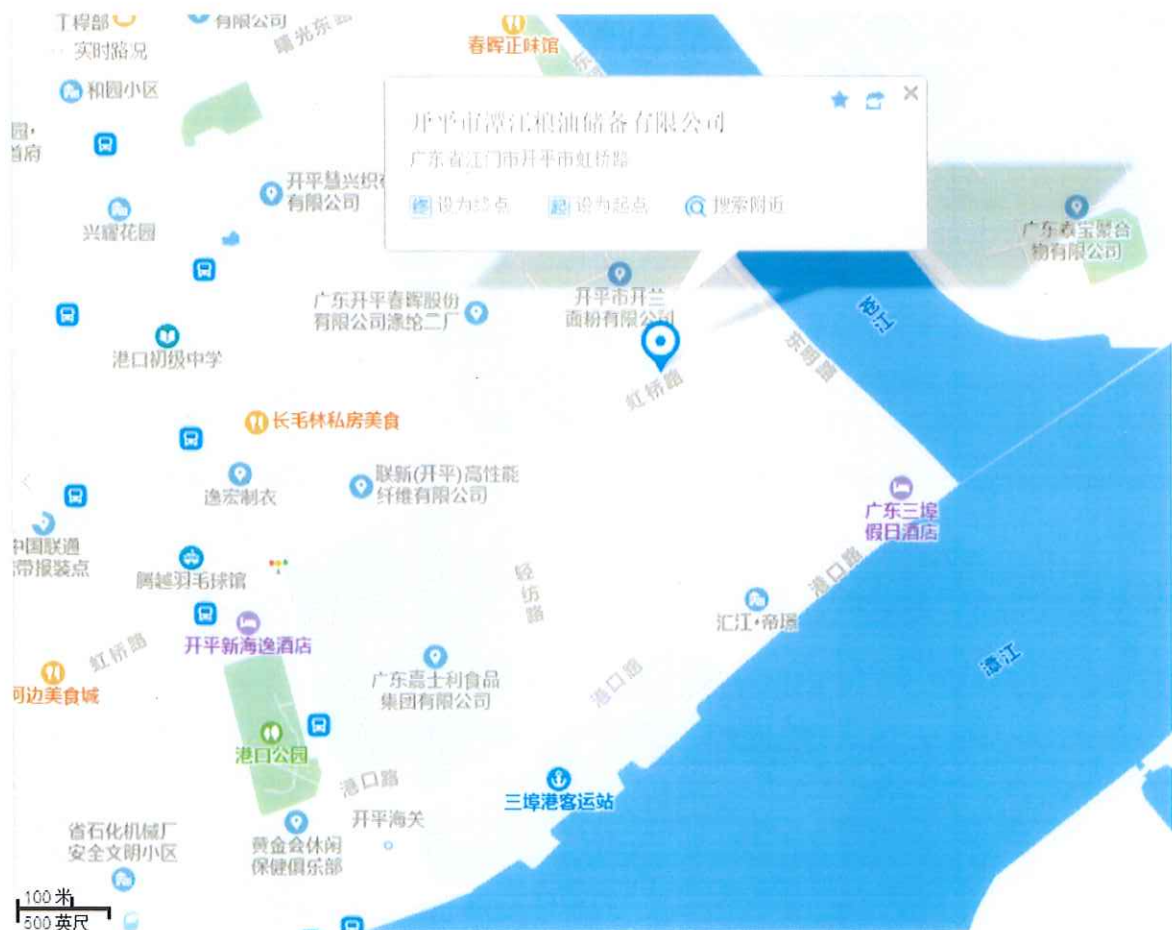 干部
有限公司
实时路况
曙光东路
春晖正味馆
和园小区
开平市潭江粮油储备有限公司
广东省江门市开平市虹桥路
终 设为终点
起 设为起点
搜索附近
开平慧兴织
有限公司
兴耀花园
广东开平春晖股份
有限公司涤纶二厂
开平市开兰
面粉有限公司
广东
宝聚合
物有限公司
苍江
东明路
虹桥路
港口初级中学
长毛林私房美食
逸宏制衣
联新(开平)高性能
纤维有限公司
广东三埠
假日酒店
中国联通
带报装点
腾越羽毛球馆
轻纺路
港口路
汇江·帝璟
开平新海逸酒店
虹桥路
河边美食城
广东嘉士利食品
集团有限公司
港口路
潭江
港口公园
港口路
三埠港客运站
开平海关
省石化机械厂
安全文明小区
黄金会休闲
保健俱乐部
100 米
500 英尺